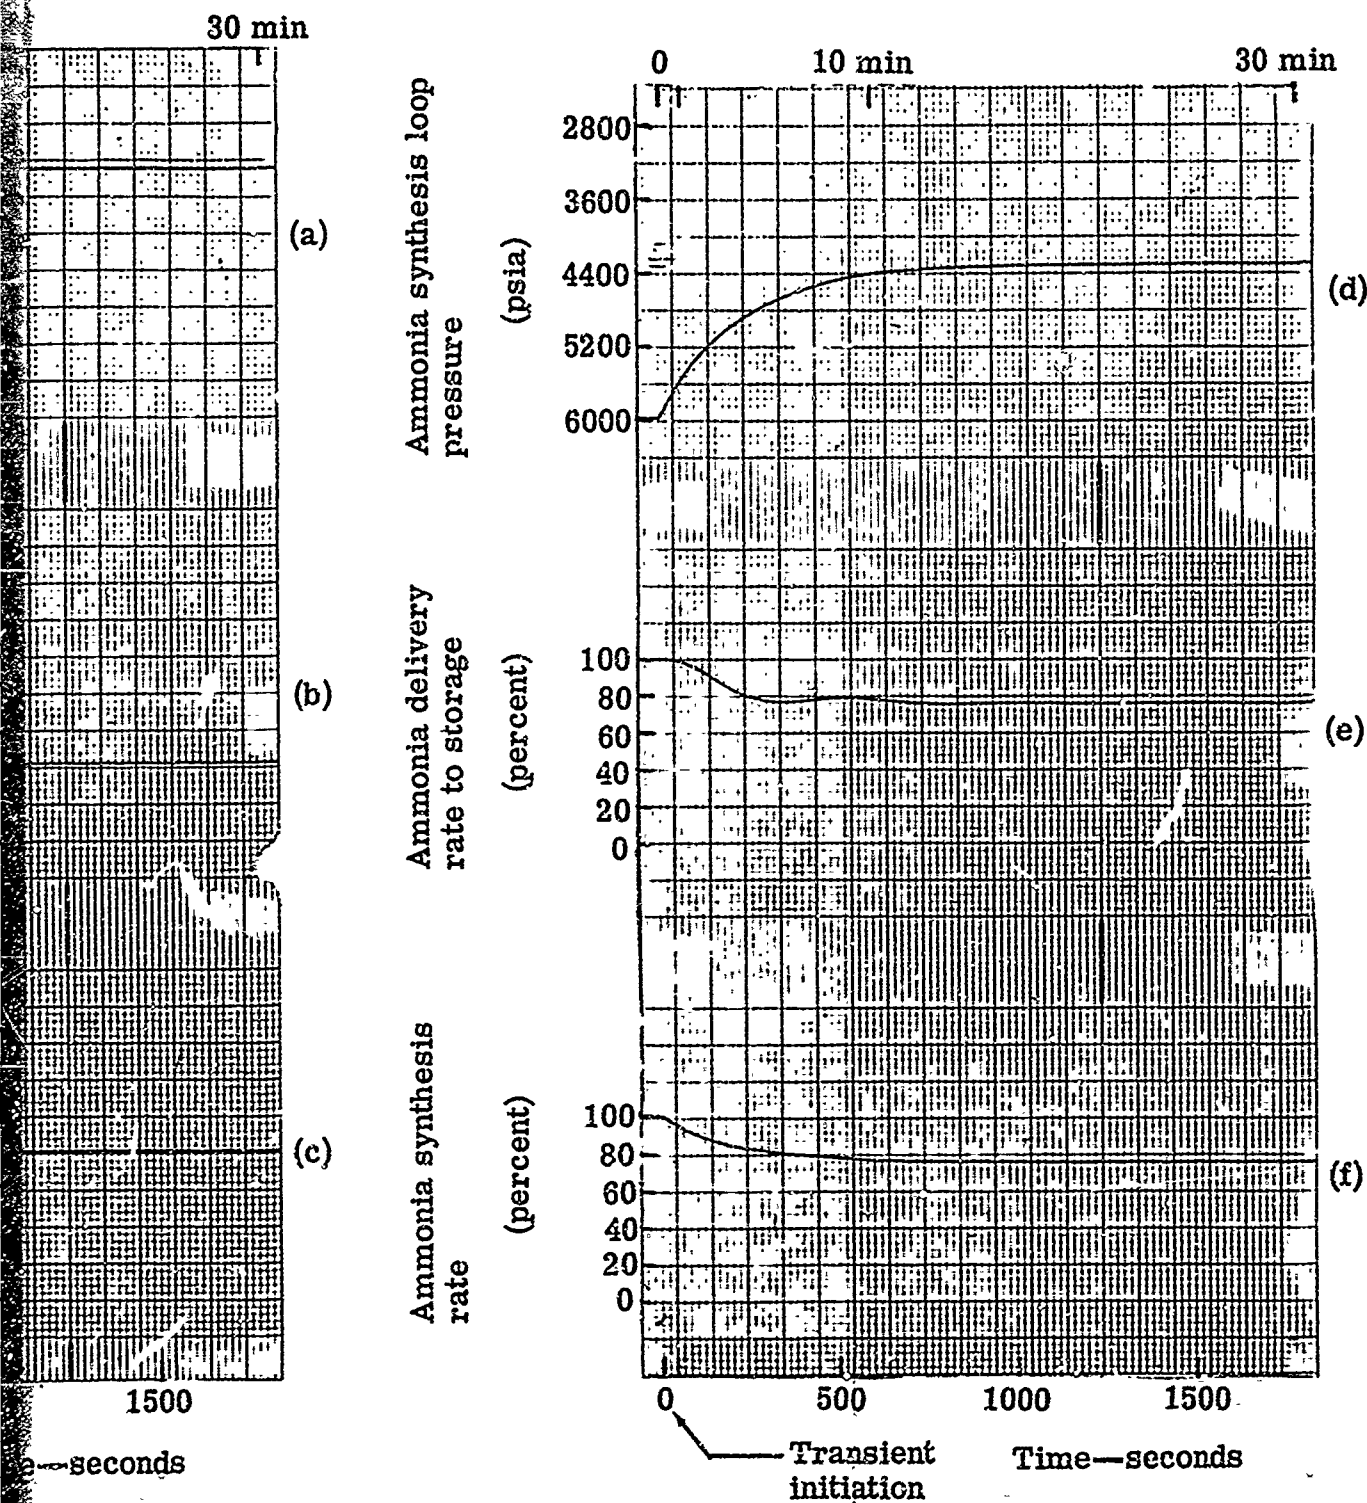 30 min
(a)
(b)
(c)
1500
e—seconds
0 10 min 30 min
Ammonia synthesis loop
pressure
(psia)
2800
3600
4400
5200
6000
(d)
Ammonia delivery
rate to storage
(percent)
100
80
60
40
20
0
(e)
Ammonia synthesis
rate
(percent)
100
80
60
40
20
0
(f)
0 500 1000 1500
Transient
initiation
Time—seconds